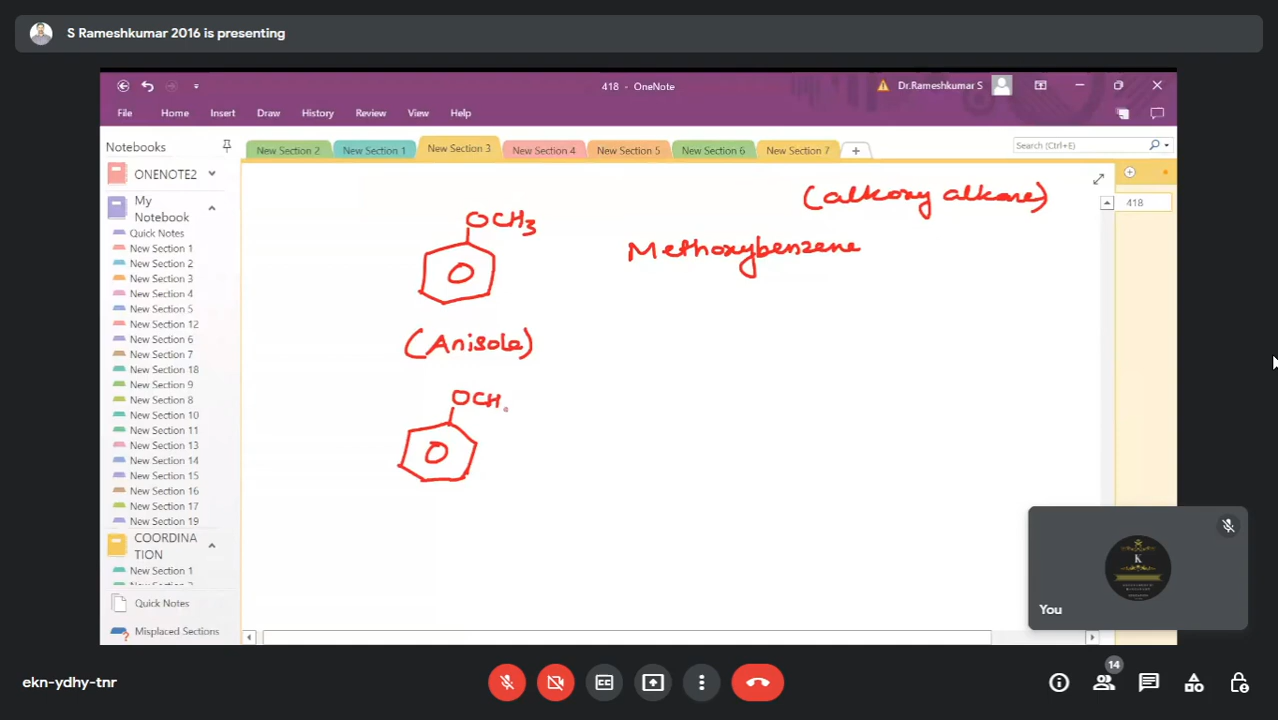 S Rameshkumar 2016 is presenting
418 - OneNote
Dr.Rameshkumar S
File Home Insert Draw History Review View Help
Notebooks
New Section 2 New Section 1 New Section 3 New Section 4 New Section 5 New Section 6 New Section 7
Search (Ctrl+E)
ONENOTE2
My
Notebook
Quick Notes
New Section 1
New Section 2
New Section 3
New Section 4
New Section 5
New Section 12
New Section 6
New Section 7
New Section 18
New Section 9
New Section 8
New Section 10
New Section 11
New Section 13
New Section 14
New Section 15
New Section 16
New Section 17
New Section 19
COORDINA
TION
New Section 1
Quick Notes
Misplaced Sections
(alkoxy alkane)
OCH3
Methoxybenzene
(Anisole)
OCH
418
K
You
ekn-ydhy-tnr
CC
14